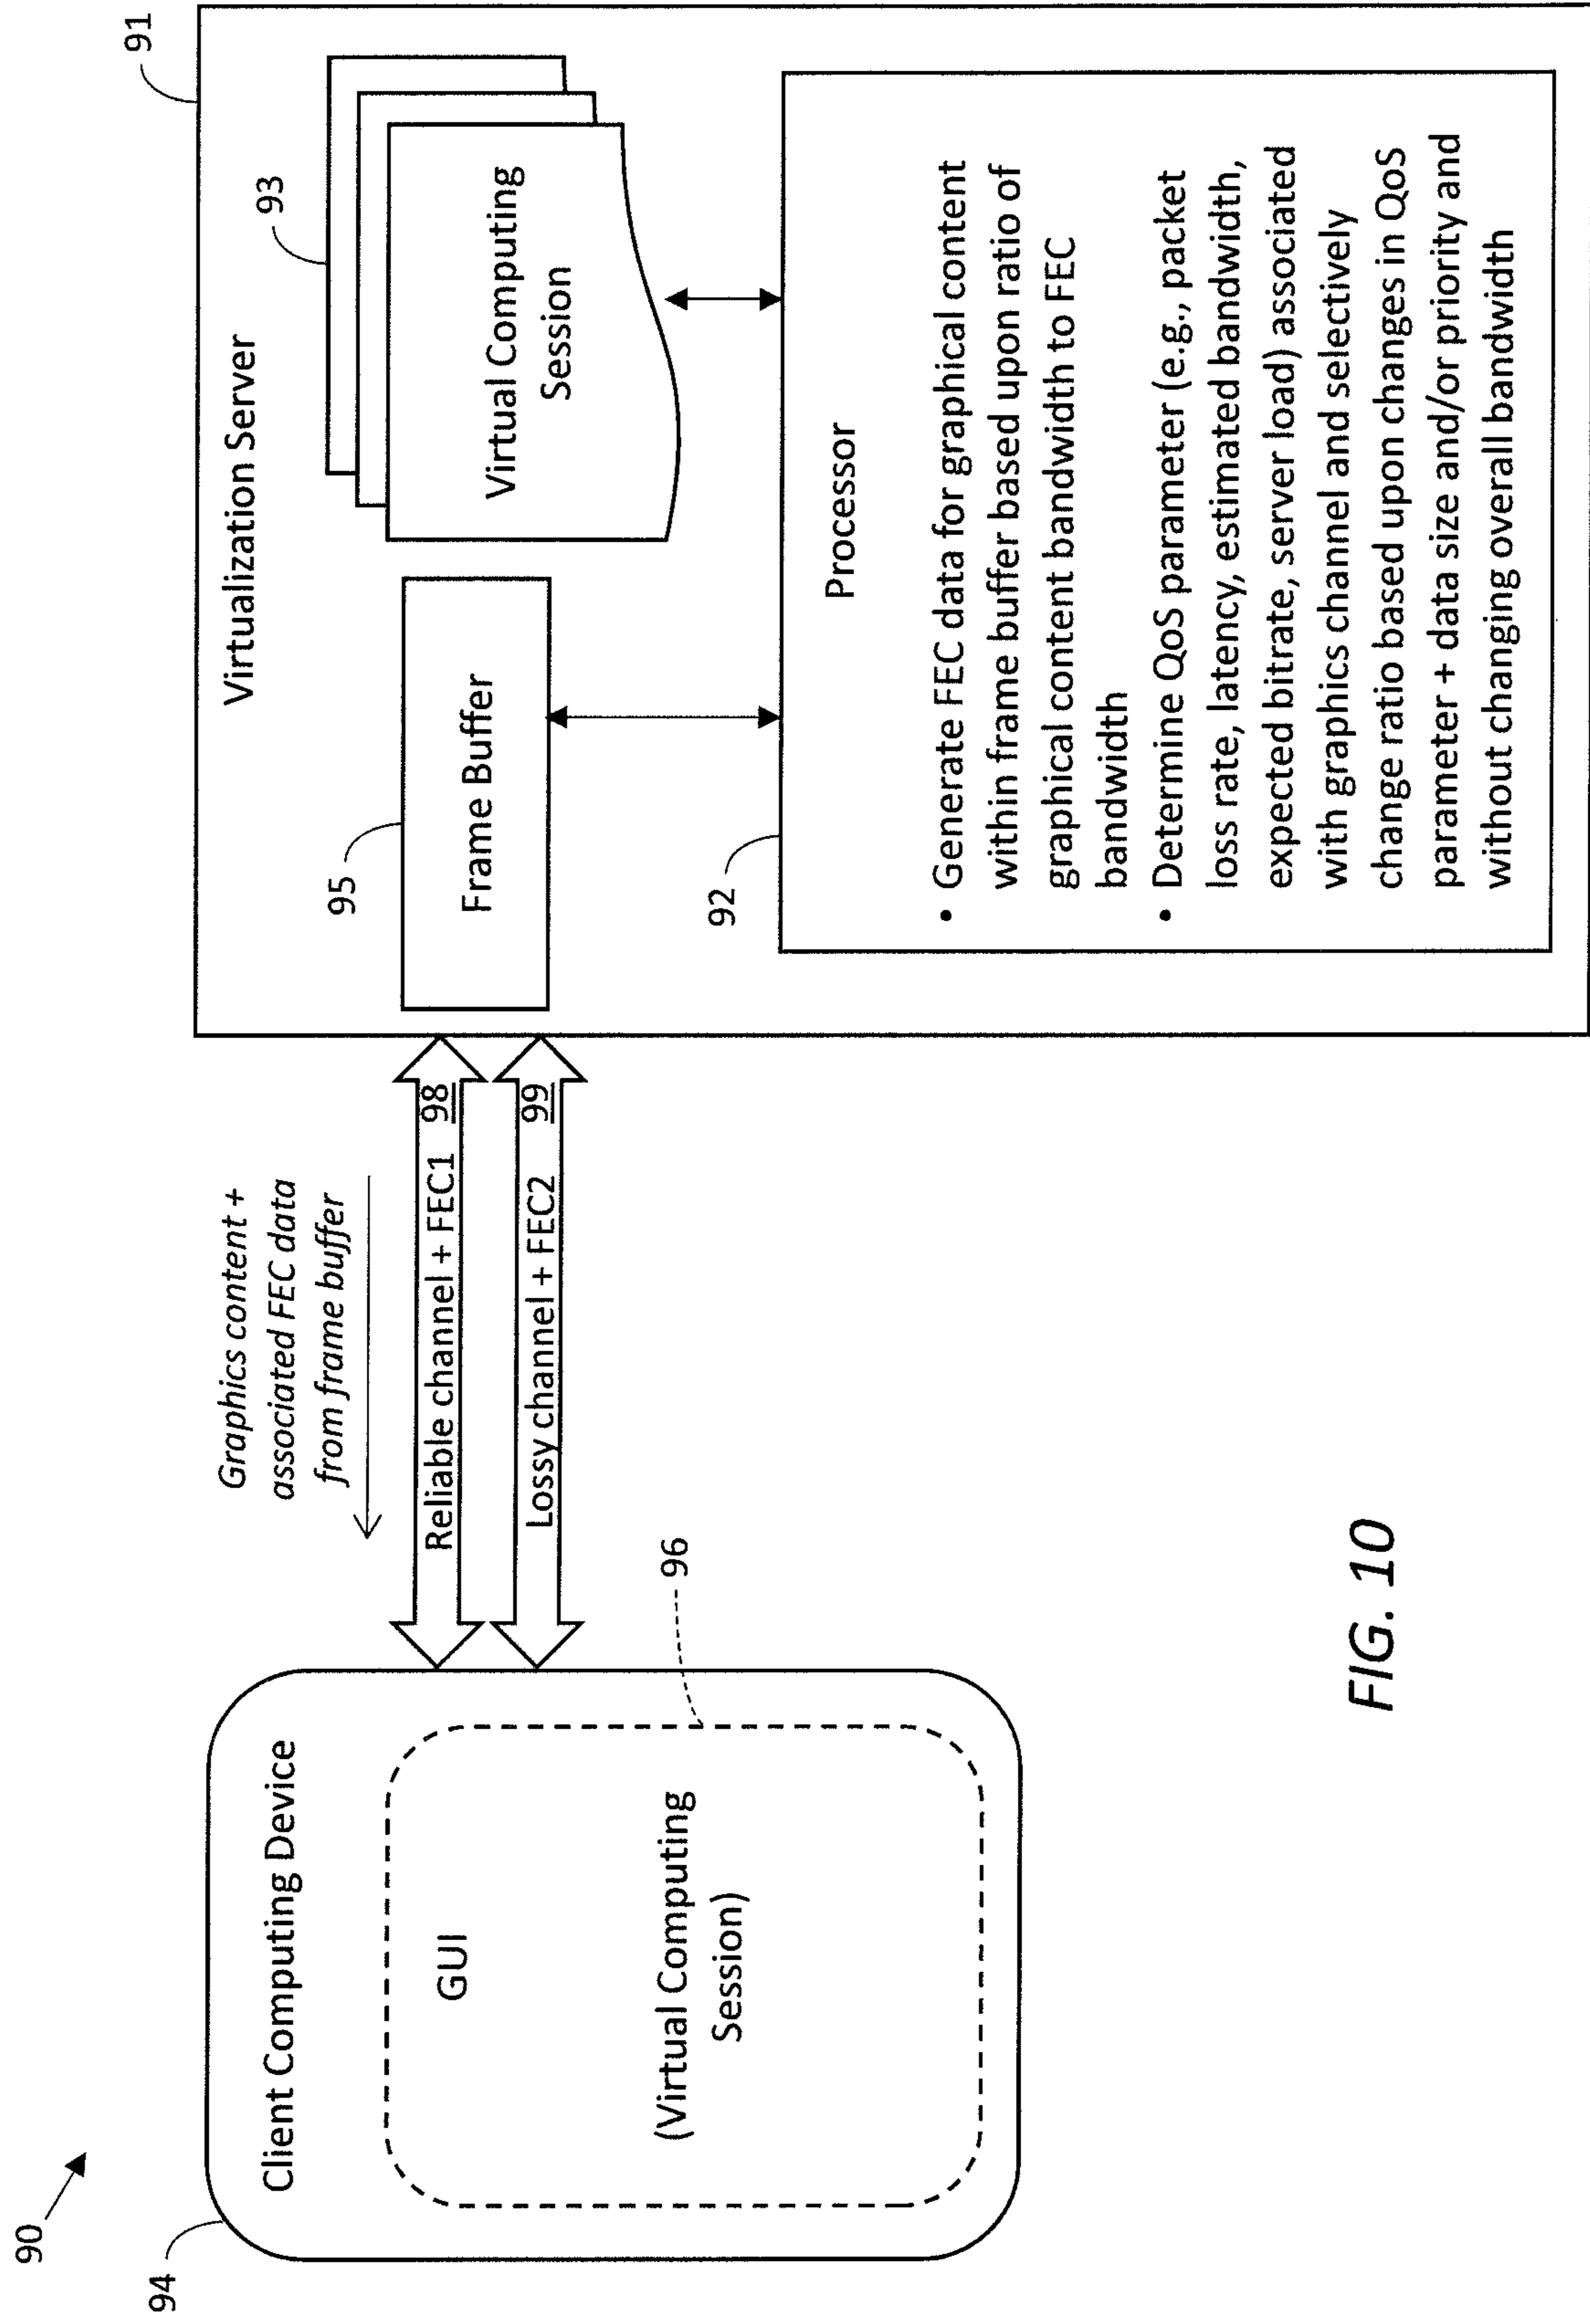 90
94
Client Computing Device
GUI
(Virtual Computing
Session)
96
Graphics content +
associated FEC data
from frame buffer
Reliable channel + FEC1 98
Lossy channel + FEC2 99
91
Virtualization Server
95
Frame Buffer
93
Virtual Computing
Session
92
Processor
• Generate FEC data for graphical content
within frame buffer based upon ratio of
graphical content bandwidth to FEC
bandwidth
• Determine QoS parameter (e.g., packet
loss rate, latency, estimated bandwidth,
expected bitrate, server load) associated
with graphics channel and selectively
change ratio based upon changes in QoS
parameter + data size and/or priority and
without changing overall bandwidth
FIG. 10